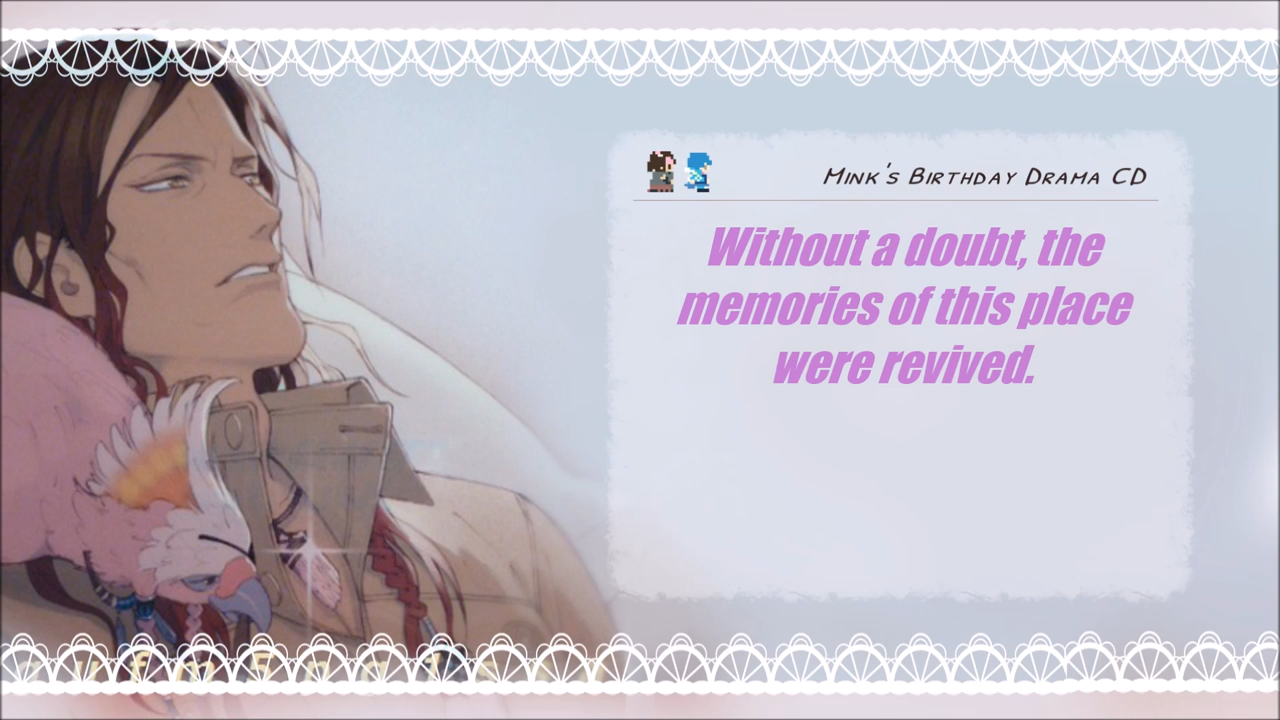 Mink's Birthday Drama CD
Without a doubt, the
memories of this place
were revived.